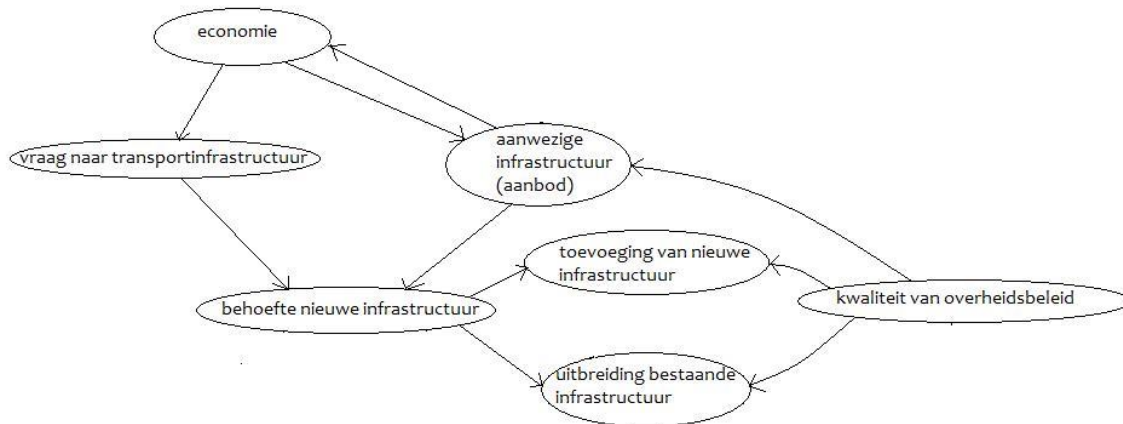 economie
vraag naar transportinfrastructuur
aanwezige
infrastructuur
(aanbod)
toevoeging van nieuwe
infrastructuur
behoefte nieuwe infrastructuur
kwaliteit van overheidsbeleid
uitbreiding bestaande
infrastructuur